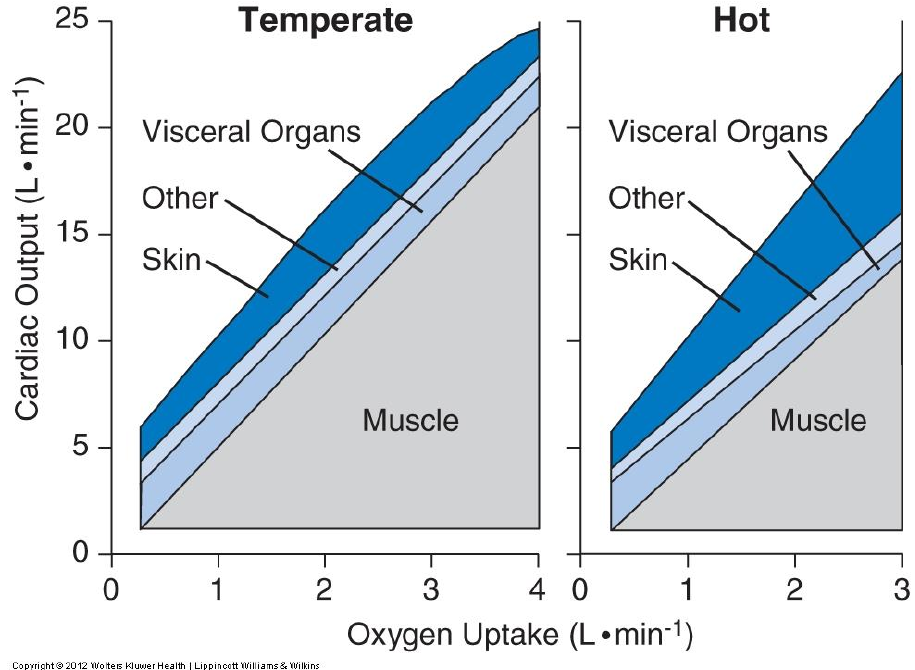 Temperate
Hot
Cardiac Output (L•min⁻¹)
25
20
15
10
5
0
Visceral Organs
Other
Skin
Muscle
Visceral Organs
Other
Skin
Muscle
0 1 2 3 4
0 1 2 3
Oxygen Uptake (L•min⁻¹)
Copyright © 2012 Wolters Kluwer Health | Lippincott Williams & Wilkins